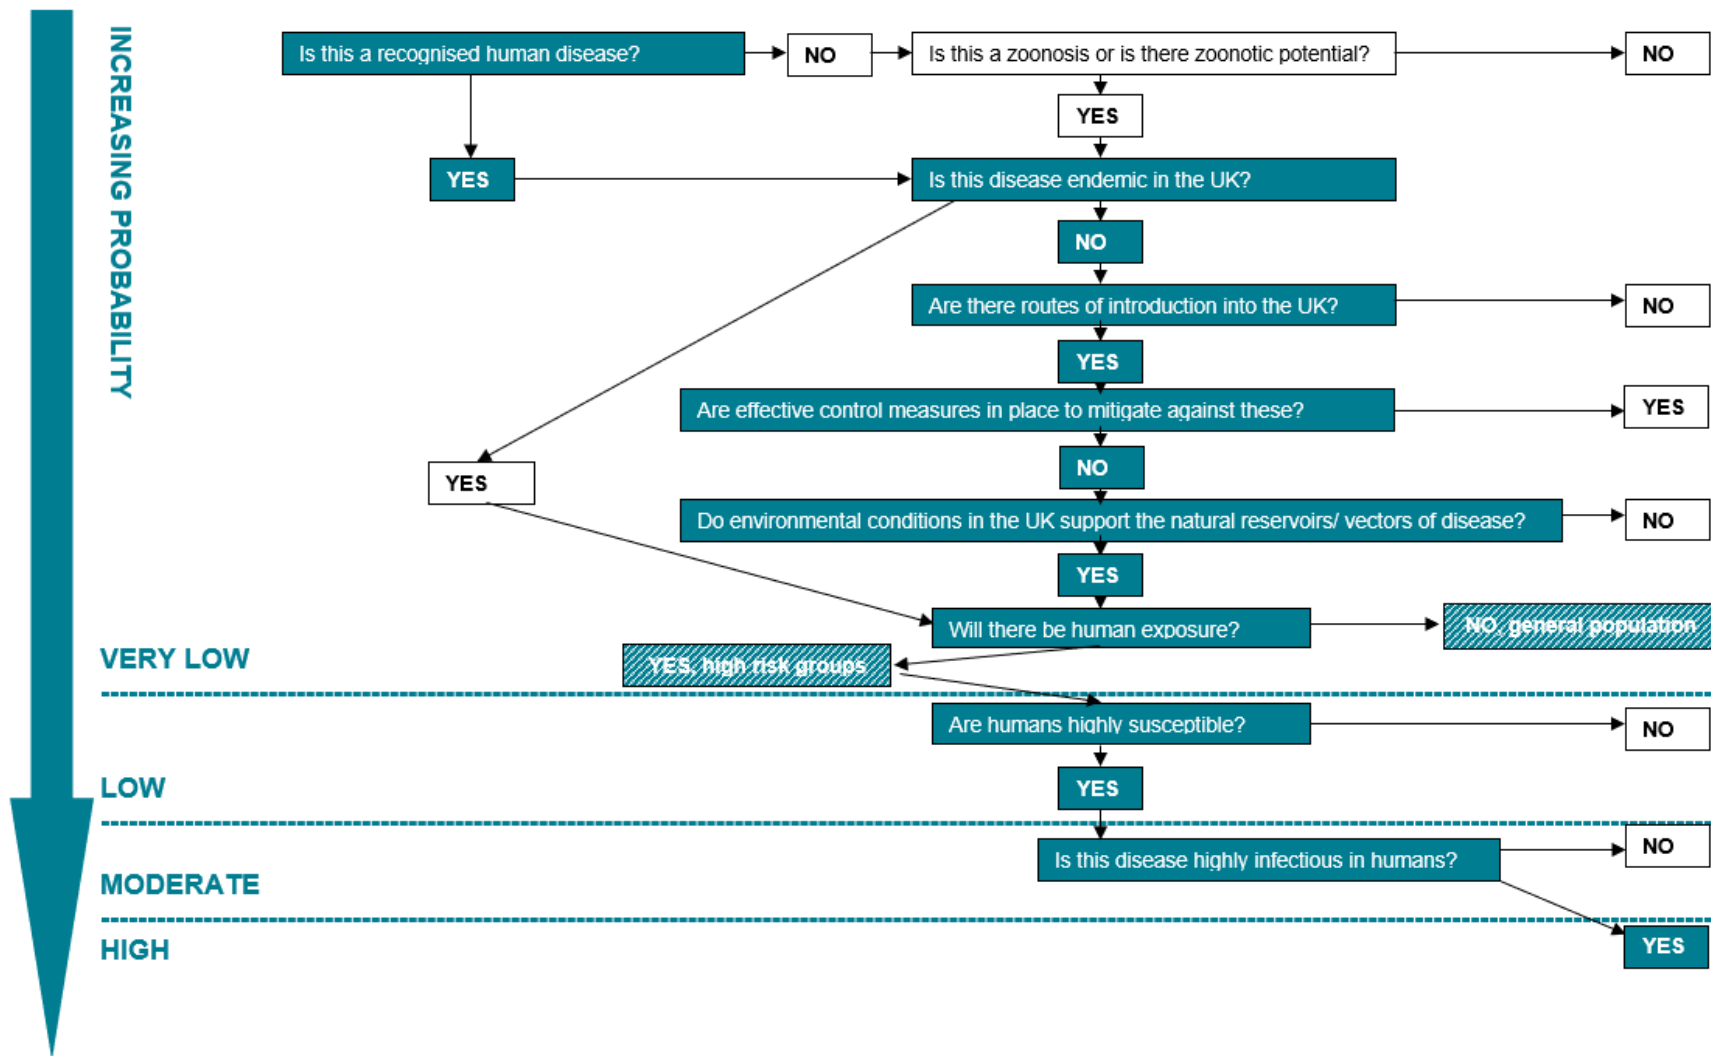 INCREASING PROBABILITY
Is this a recognised human disease?
NO
Is this a zoonosis or is there zoonotic potential?
NO
YES
YES
Is this disease endemic in the UK?
NO
Are there routes of introduction into the UK?
NO
YES
Are effective control measures in place to mitigate against these?
YES
NO
YES
Do environmental conditions in the UK support the natural reservoirs/ vectors of disease?
NO
YES
Will there be human exposure?
NO, general population
VERY LOW
YES, high risk groups
Are humans highly susceptible?
NO
LOW
YES
Is this disease highly infectious in humans?
NO
MODERATE
HIGH
YES